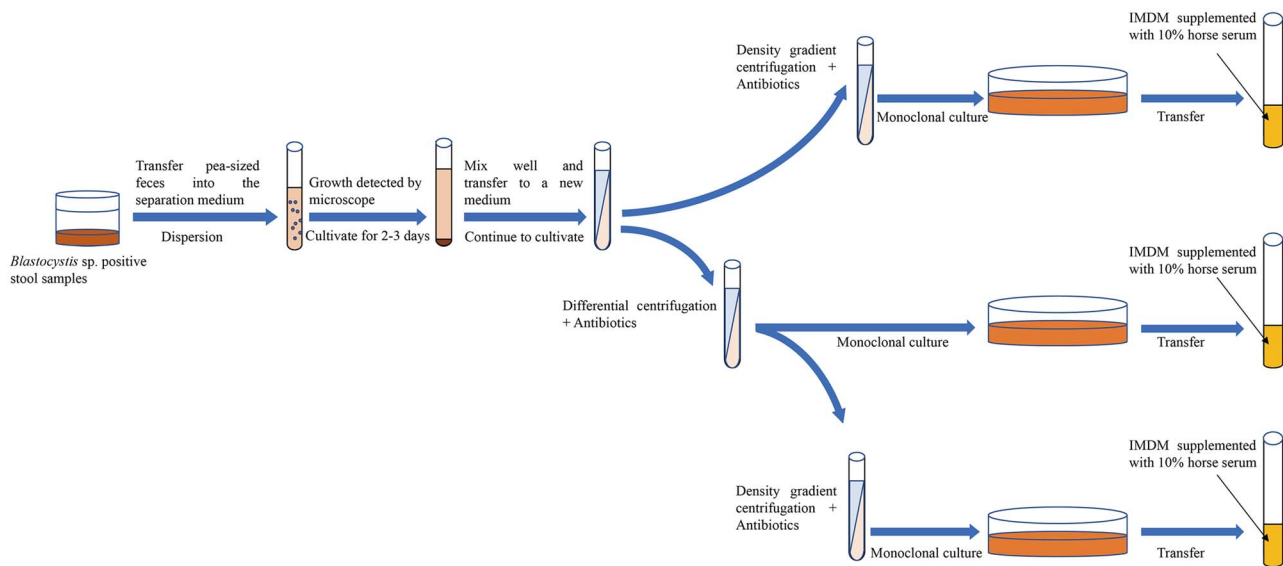 Blastocystis sp. positive
stool samples
Transfer pea-sized
feces into the
separation medium
Dispersion
Growth detected by
microscope
Cultivate for 2-3 days
Mix well and
transfer to a new
medium
Continue to cultivate
Density gradient
centrifugation +
Antibiotics
Monoclonal culture
Transfer
IMDM supplemented
with 10% horse serum
Differential centrifugation
+ Antibiotics
Monoclonal culture
Transfer
IMDM supplemented
with 10% horse serum
Density gradient
centrifugation +
Antibiotics
Monoclonal culture
Transfer
IMDM supplemented
with 10% horse serum